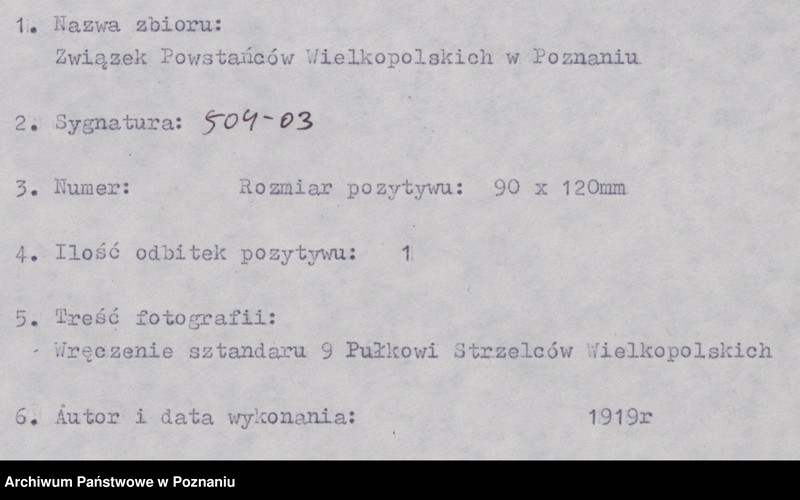 1. Nazwa zbioru:
Związek Powstańców Wielkopolskich w Poznaniu
2. Sygnatura: 504-03
3. Numer: Rozmiar pozytywu: 90 x 120mm
4. Ilość odbitek pozytywu: 1
5. Treść fotografii:
Wręczenie sztandaru 9 Pułkowi Strzelców Wielkopolskich
6. Autor i data wykonania: 1919r
Archiwum Państwowe w Poznaniu